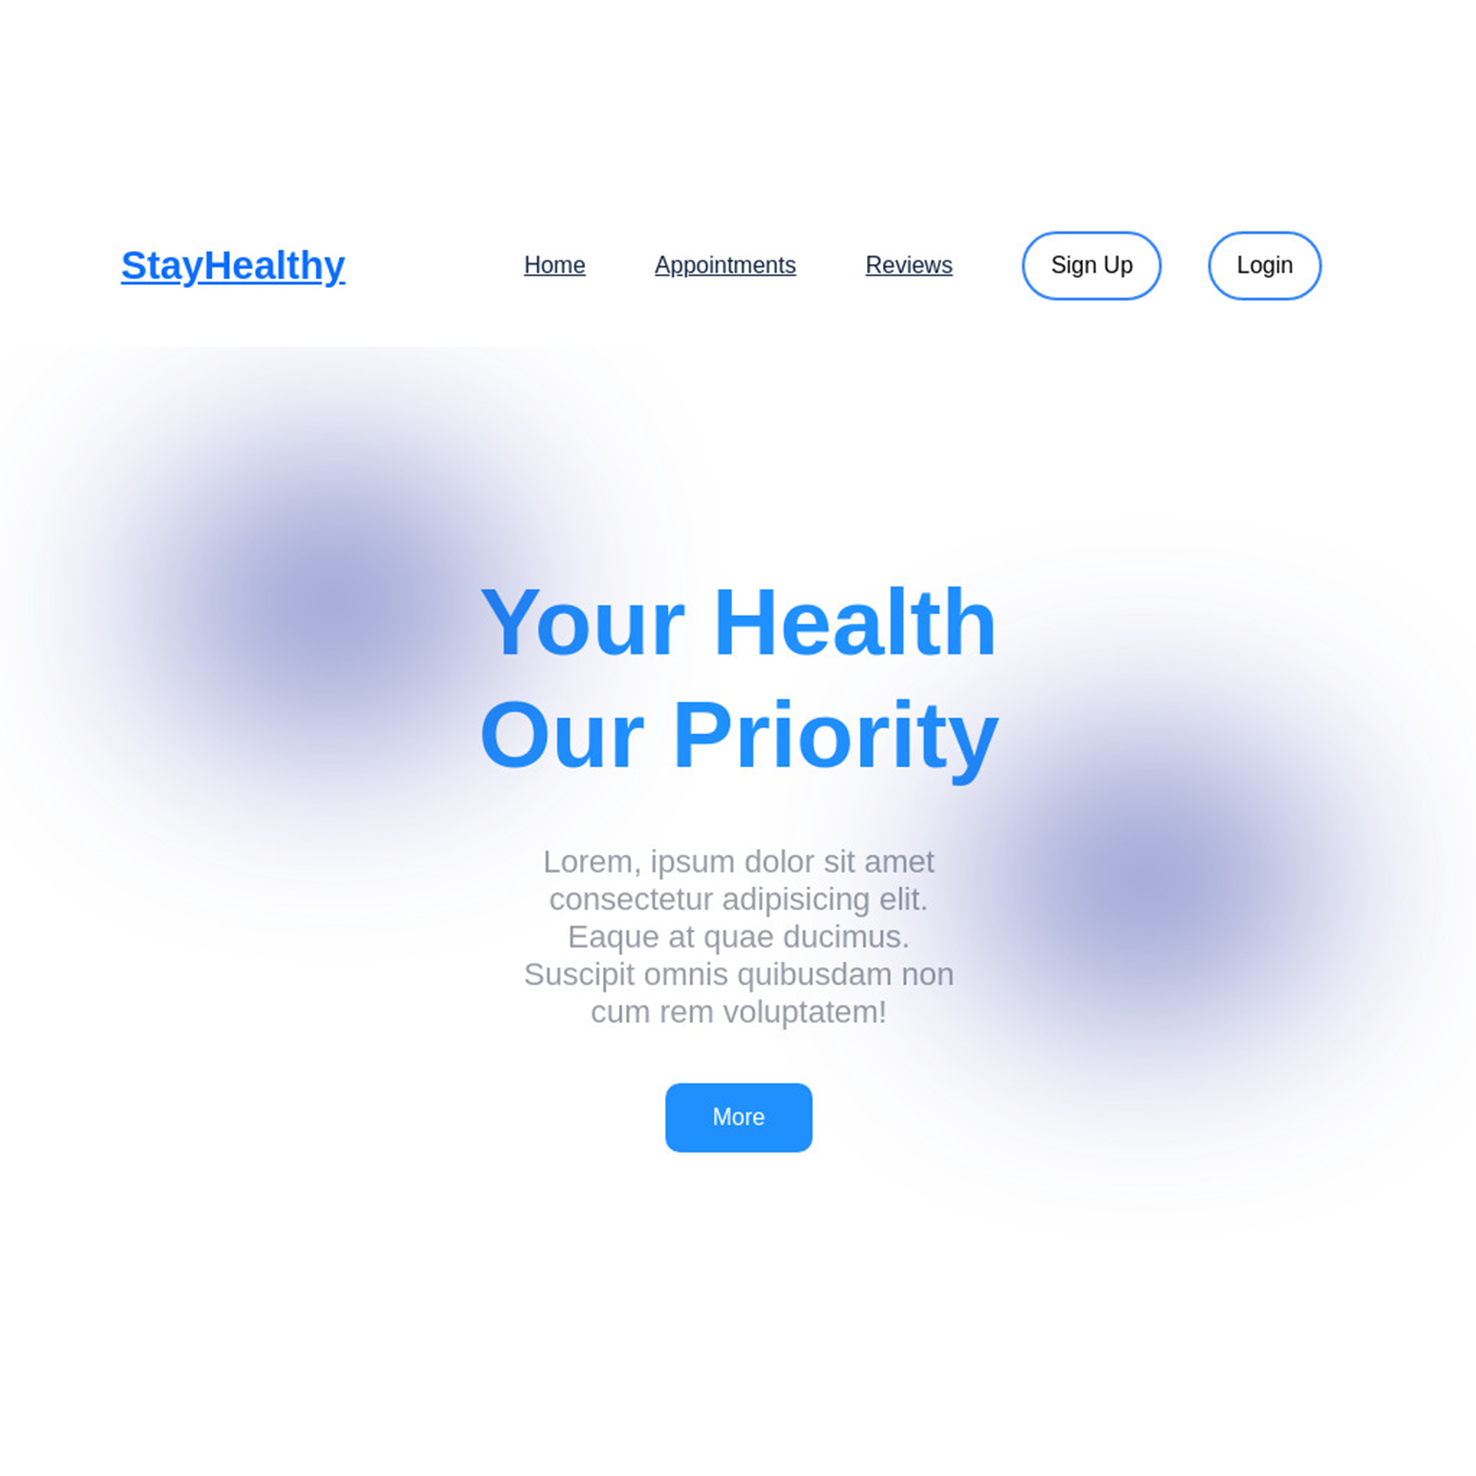 StayHealthy
Home
Appointments
Reviews
Sign Up
Login
Your Health
Our Priority
Lorem, ipsum dolor sit amet
consectetur adipisicing elit.
Eaque at quae ducimus.
Suscipit omnis quibusdam non
cum rem voluptatem!
More